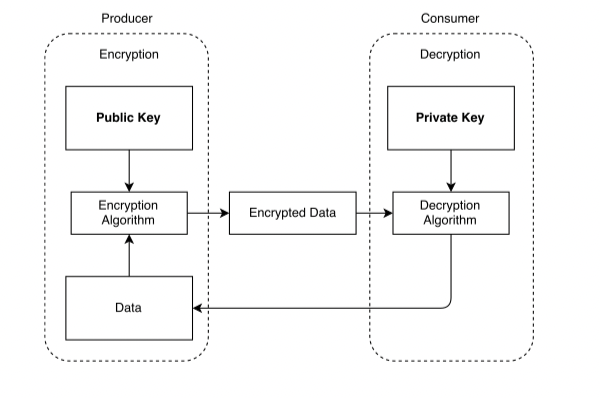 Producer
Consumer
Encryption
Decryption
Public Key
Private Key
Encryption
Algorithm
Encrypted Data
Decryption
Algorithm
Data